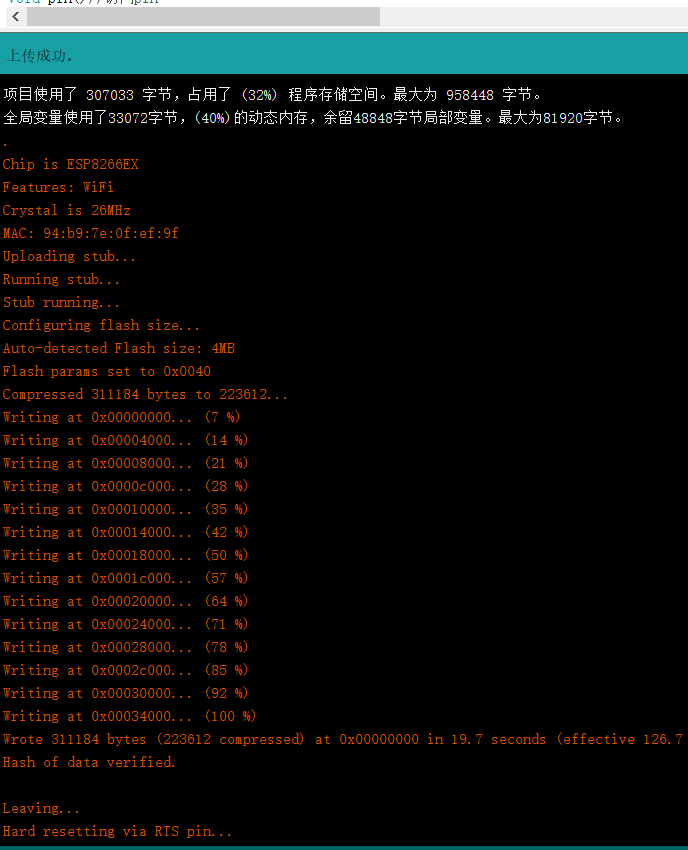 上传成功。
项目使用了 307033 字节，占用了 (32%) 程序存储空间。最大为 958448 字节。
全局变量使用了33072字节，(40%)的动态内存，余留48848字节局部变量。最大为81920字节。
.
Chip is ESP8266EX
Features: WiFi
Crystal is 26MHz
MAC: 94:b9:7e:0f:ef:9f
Uploading stub...
Running stub...
Stub running...
Configuring flash size...
Auto-detected Flash size: 4MB
Flash params set to 0x0040
Compressed 311184 bytes to 223612...
Writing at 0x00000000... (7 %)
Writing at 0x00004000... (14 %)
Writing at 0x00008000... (21 %)
Writing at 0x0000c000... (28 %)
Writing at 0x00010000... (35 %)
Writing at 0x00014000... (42 %)
Writing at 0x00018000... (50 %)
Writing at 0x0001c000... (57 %)
Writing at 0x00020000... (64 %)
Writing at 0x00024000... (71 %)
Writing at 0x00028000... (78 %)
Writing at 0x0002c000... (85 %)
Writing at 0x00030000... (92 %)
Writing at 0x00034000... (100 %)
Wrote 311184 bytes (223612 compressed) at 0x00000000 in 19.7 seconds (effective 126.7
Hash of data verified.
Leaving...
Hard resetting via RTS pin...